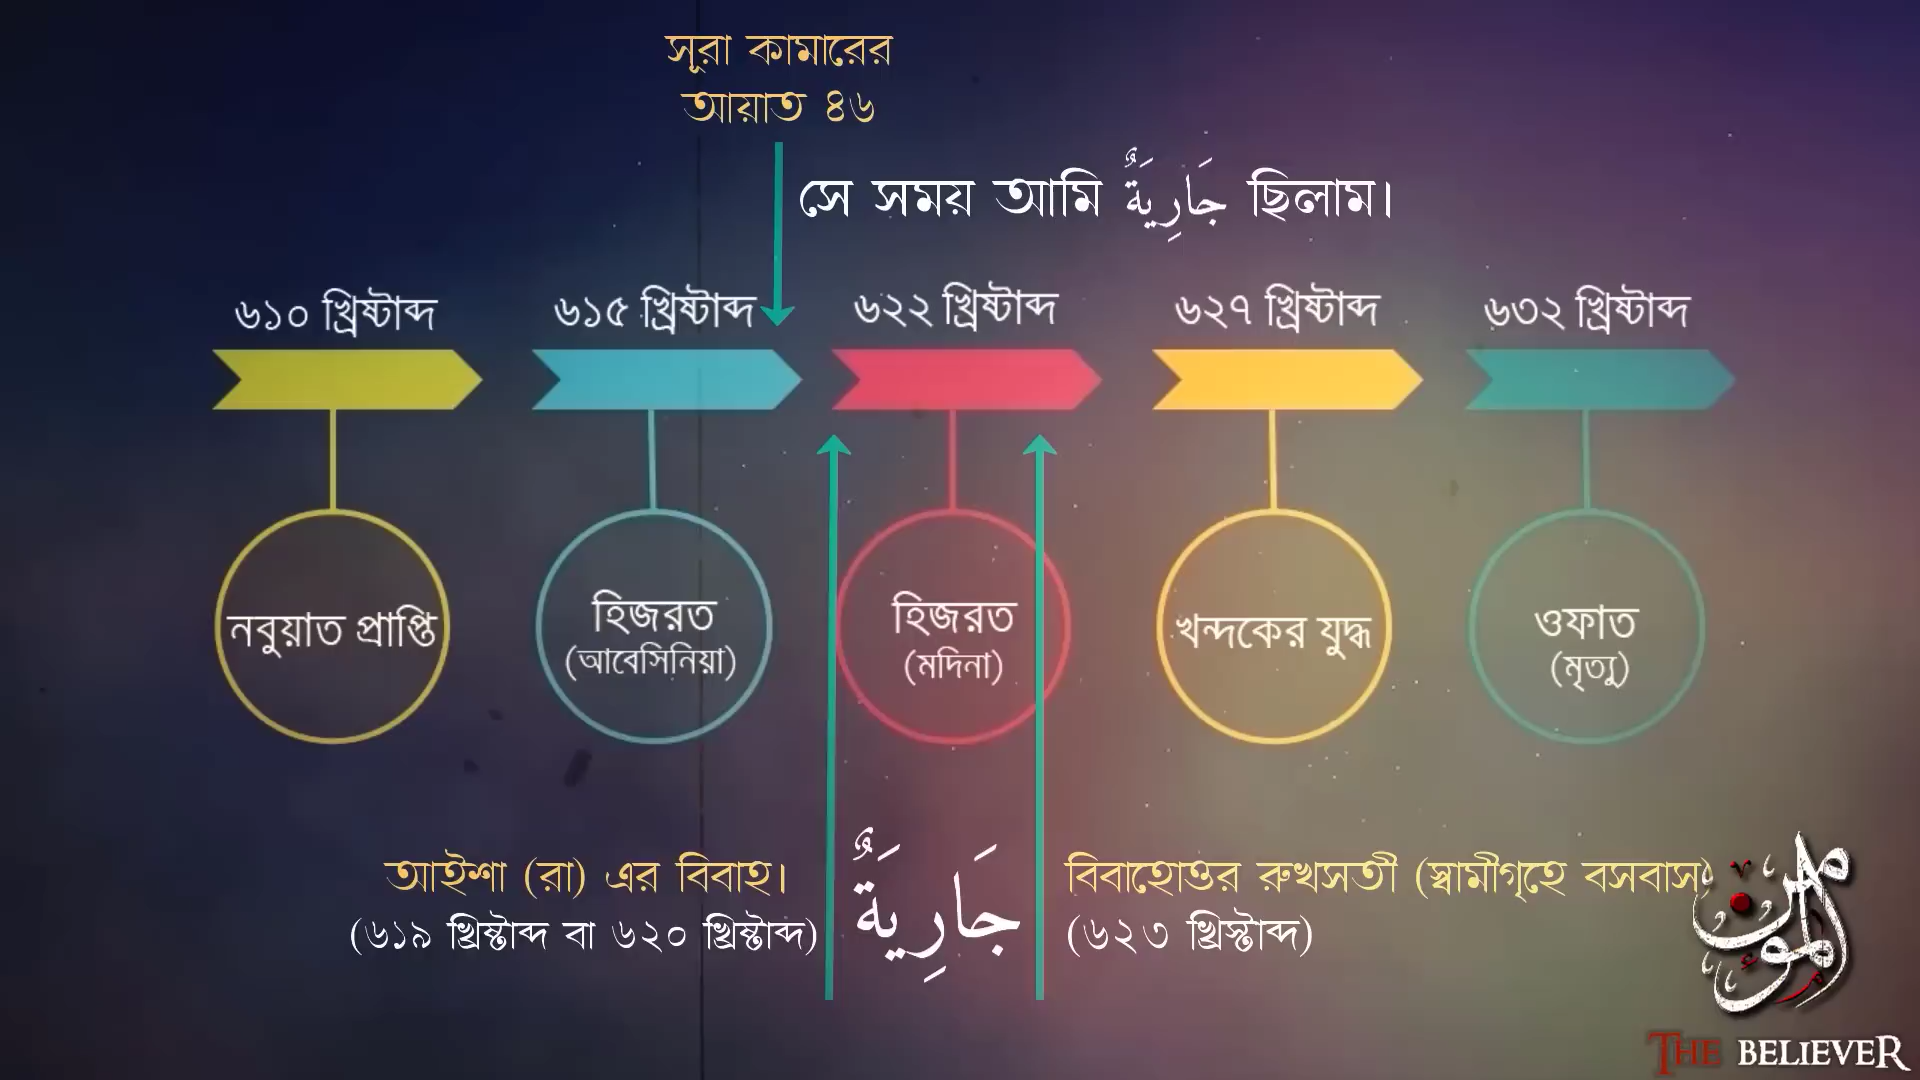 সূরা কামারের
আয়াত ৪৬
সে সময় আমি جَارِيَةٌ ছিলাম।
৬১০ খ্রিষ্টাব্দ
৬১৫ খ্রিষ্টাব্দ
৬২২ খ্রিষ্টাব্দ
৬২৭ খ্রিষ্টাব্দ
৬৩২ খ্রিষ্টাব্দ
নবুয়াত প্রাপ্তি
হিজরত
(আবেসিনিয়া)
হিজরত
(মদিনা)
খন্দকের যুদ্ধ
ওফাত
(মৃত্যু)
আইশা (রা) এর বিবাহ।
(৬১৯ খ্রিষ্টাব্দ বা ৬২০ খ্রিষ্টাব্দ)
جَارِيَةٌ
বিবাহোত্তর রুখসতী (স্বামীগৃহে বসবাস)
(৬২৩ খ্রিস্টাব্দ)
المؤمن
THE BELIEVER